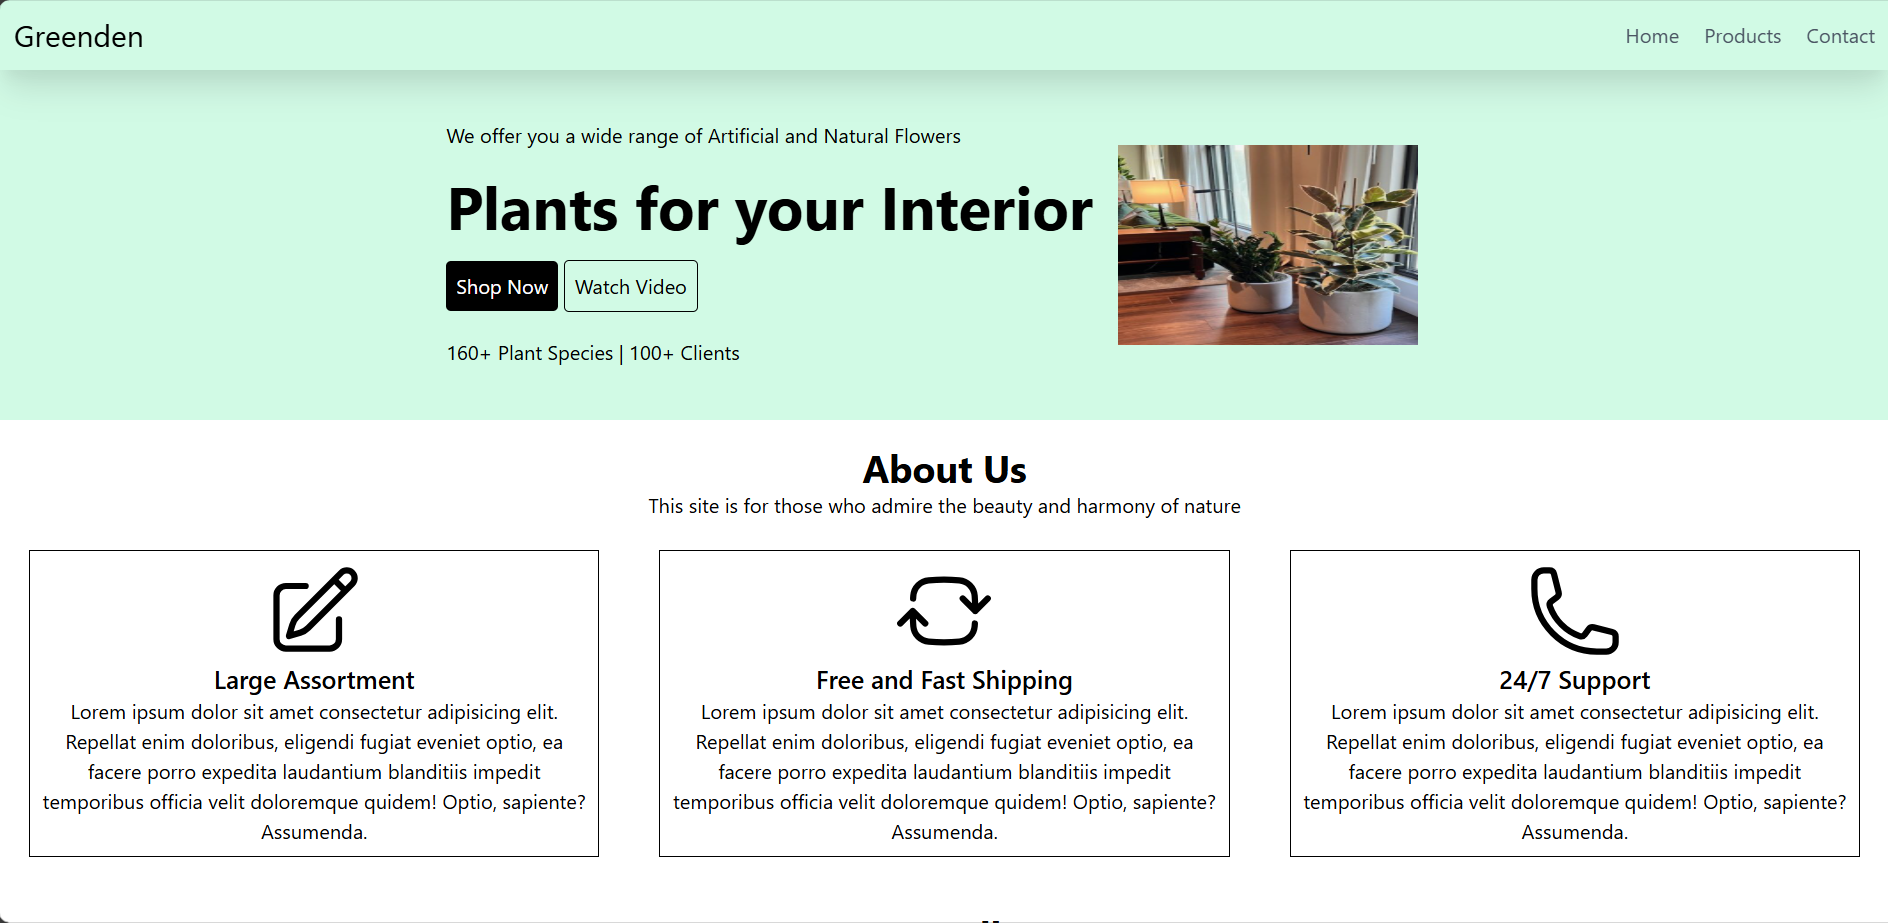 Greenden
Home Products Contact
We offer you a wide range of Artificial and Natural Flowers
Plants for your Interior
Shop Now Watch Video
160+ Plant Species | 100+ Clients
About Us
This site is for those who admire the beauty and harmony of nature
Large Assortment
Lorem ipsum dolor sit amet consectetur adipisicing elit.
Repellat enim doloribus, eligendi fugiat eveniet optio, ea
facere porro expedita laudantium blanditiis impedit
temporibus officia velit doloremque quidem! Optio, sapiente?
Assumenda.
Free and Fast Shipping
Lorem ipsum dolor sit amet consectetur adipisicing elit.
Repellat enim doloribus, eligendi fugiat eveniet optio, ea
facere porro expedita laudantium blanditiis impedit
temporibus officia velit doloremque quidem! Optio, sapiente?
Assumenda.
24/7 Support
Lorem ipsum dolor sit amet consectetur adipisicing elit.
Repellat enim doloribus, eligendi fugiat eveniet optio, ea
facere porro expedita laudantium blanditiis impedit
temporibus officia velit doloremque quidem! Optio, sapiente?
Assumenda.